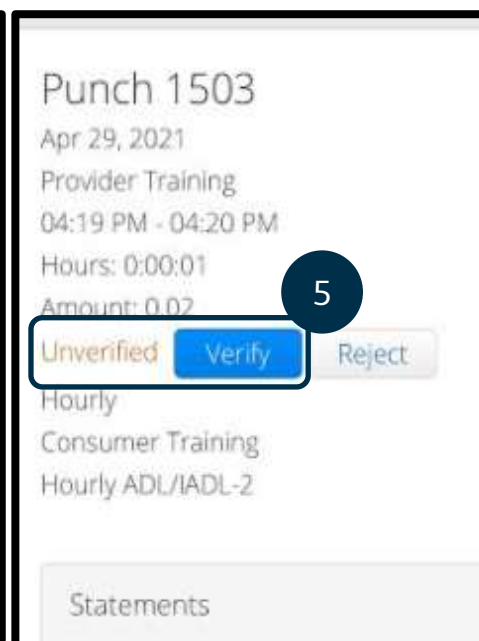 Punch 1503
Apr 29, 2021
Provider Training
04:19 PM - 04:20 PM
Hours: 0:00:01
Amount: 0.02
5
Unverified Verify Reject
Hourly
Consumer Training
Hourly ADL/IADL-2
Statements